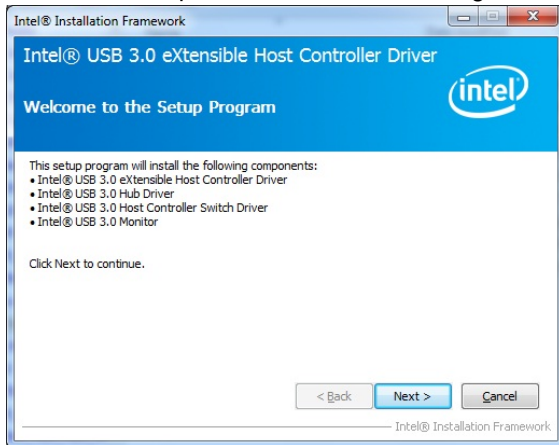 Intel® Installation Framework
Intel® USB 3.0 eXtensible Host Controller Driver
Welcome to the Setup Program
(intel)
This setup program will install the following components:
• Intel® USB 3.0 eXtensible Host Controller Driver
• Intel® USB 3.0 Hub Driver
• Intel® USB 3.0 Host Controller Switch Driver
• Intel® USB 3.0 Monitor
Click Next to continue.
< Back Next > Cancel
Intel® Installation Framework